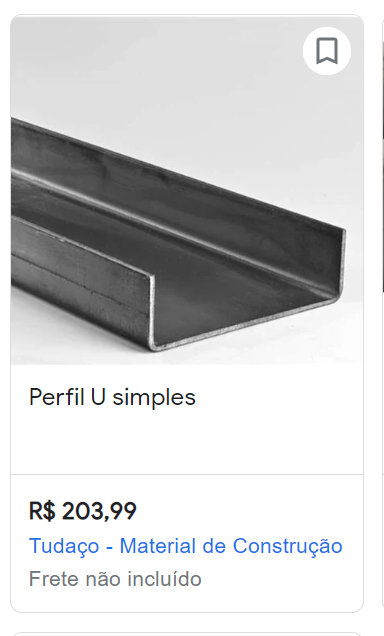 Perfil U simples
R$ 203,99
Tudaço - Material de Construção
Frete não incluído